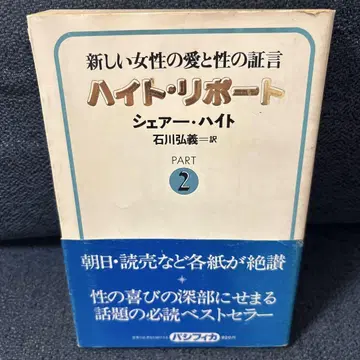 新しい女性の愛と性の証言
ハイト・リポート
シェアー・ハイト
石川弘義＝訳
PART
2
朝日・読売など各紙が絶讃
性の喜びの深部にせまる
話題の必読ベストセラー
パシフィカ